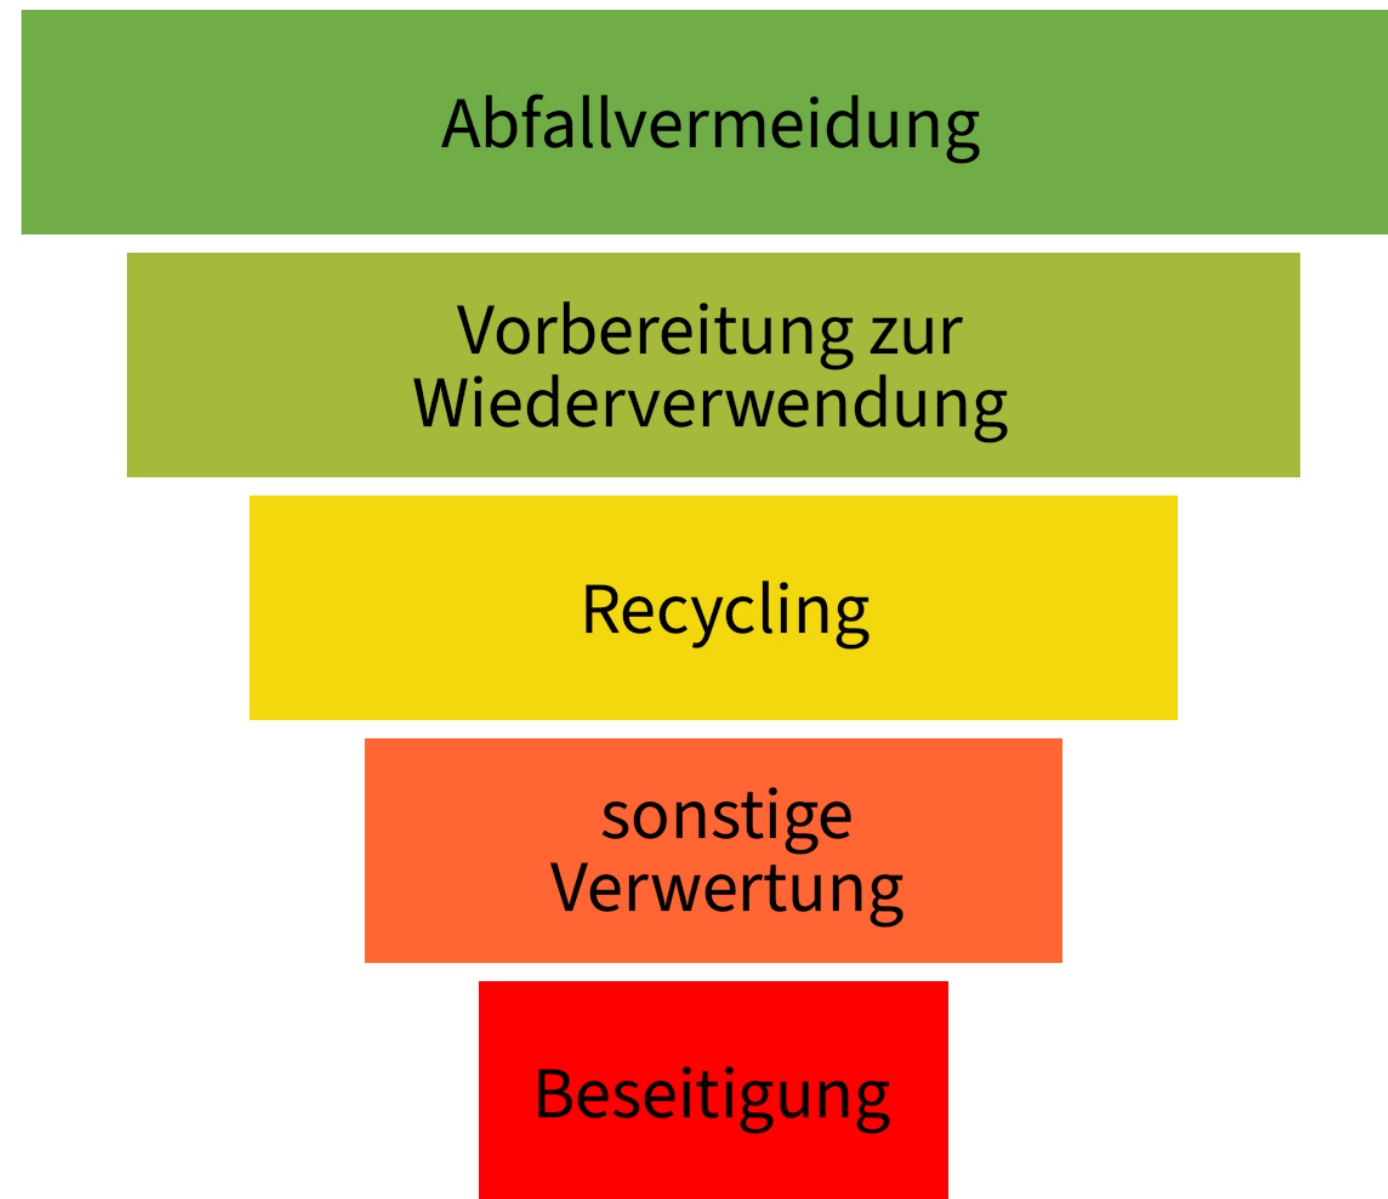 Abfallvermeidung
Vorbereitung zur
Wiederverwendung
Recycling
sonstige
Verwertung
Beseitigung